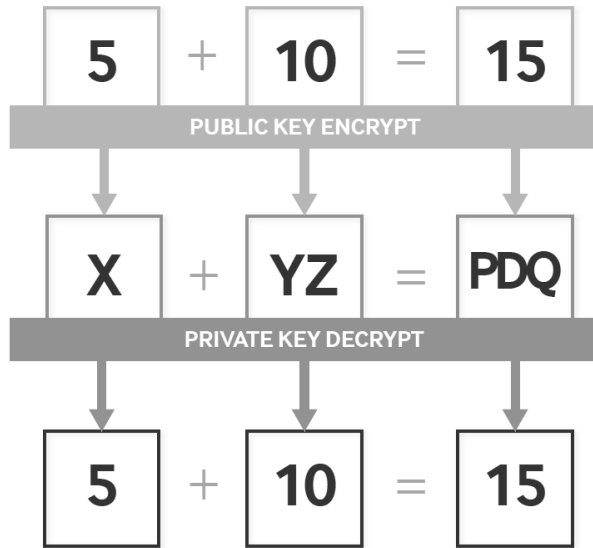 5 + 10 = 15
PUBLIC KEY ENCRYPT
X + YZ = PDQ
PRIVATE KEY DECRYPT
5 + 10 = 15